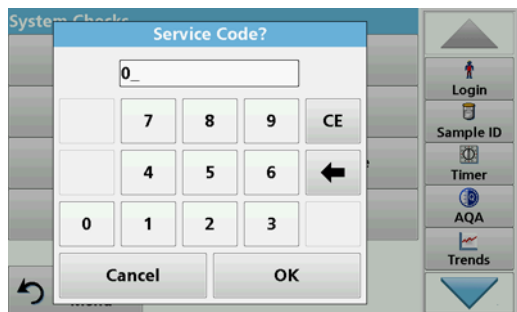 System Checks
Service Code?
0_
7 8 9 CE
4 5 6
0 1 2 3
Cancel OK
Menu
Login
Sample ID
Timer
AQA
Trends